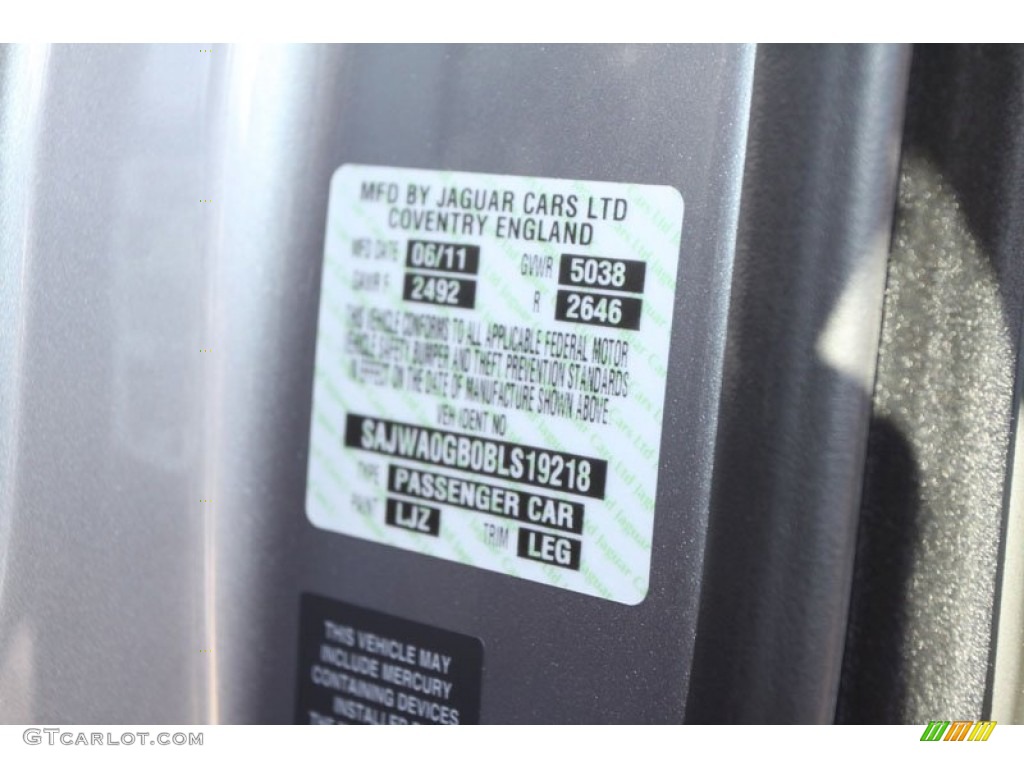 MFD BY JAGUAR CARS LTD
COVENTRY ENGLAND
MFD DATE 06/11 GVWR 5038
GAWR F 2492 R 2646
THIS VEHICLE CONFORMS TO ALL APPLICABLE FEDERAL MOTOR
VEHICLE SAFETY BUMPER AND THEFT PREVENTION STANDARDS
IN EFFECT ON THE DATE OF MANUFACTURE SHOWN ABOVE
VEH IDENT NO
SAJWA0GB0BLS19218
TYPE PASSENGER CAR
PAINT LJZ TRIM LEG
THIS VEHICLE MAY
INCLUDE MERCURY
CONTAINING DEVICES
INSTALLED
GTCarLot.com